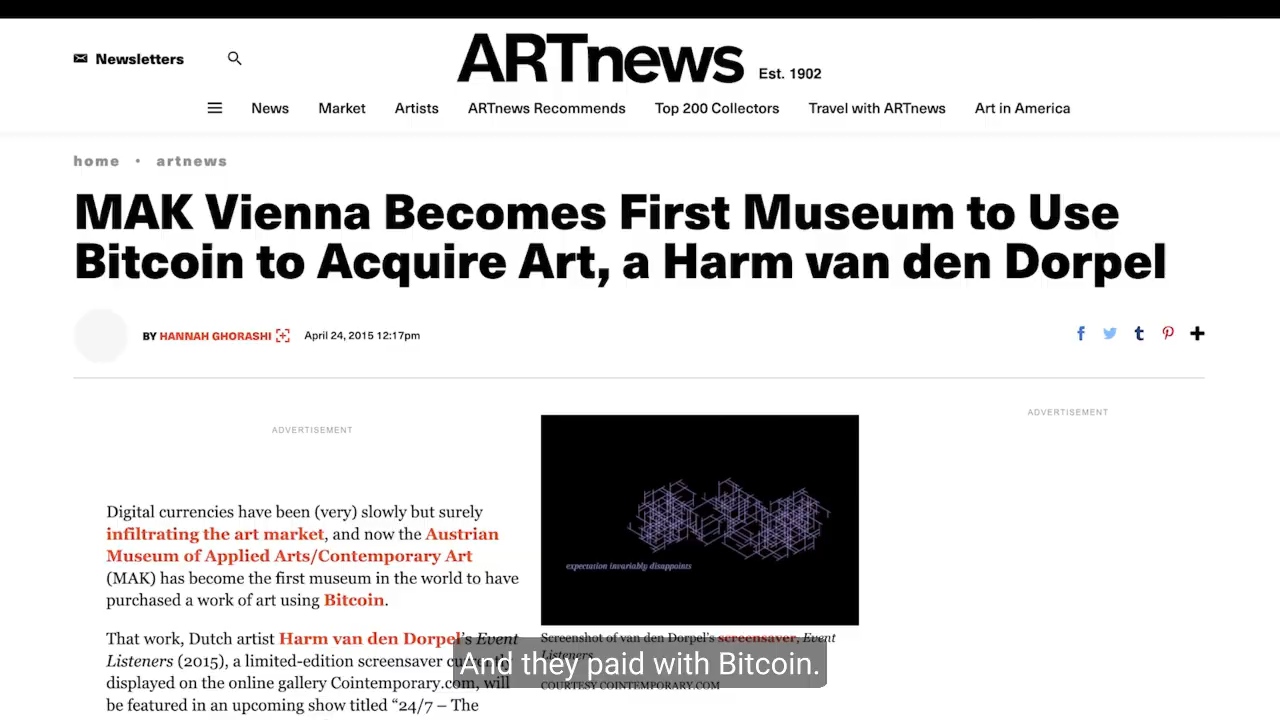 Newsletters
ARTnews Est. 1902
News Market Artists ARTnews Recommends Top 200 Collectors Travel with ARTnews Art in America
home • artnews
MAK Vienna Becomes First Museum to Use
Bitcoin to Acquire Art, a Harm van den Dorpel
BY HANNAH GHORASHI [+] April 24, 2015 12:17pm
ADVERTISEMENT
ADVERTISEMENT
Digital currencies have been (very) slowly but surely
infiltrating the art market, and now the Austrian
Museum of Applied Arts/Contemporary Art
(MAK) has become the first museum in the world to have
purchased a work of art using Bitcoin.
That work, Dutch artist Harm van den Dorpel's Event
Listeners (2015), a limited-edition screensaver currently
displayed on the online gallery Cointemporary.com, will
be featured in an upcoming show titled “24/7 – The
expectation invariably disappoints
Screenshot of van den Dorpel's screensaver, Event
Listeners
COURTESY COINTEMPORARY.COM
And they paid with Bitcoin.